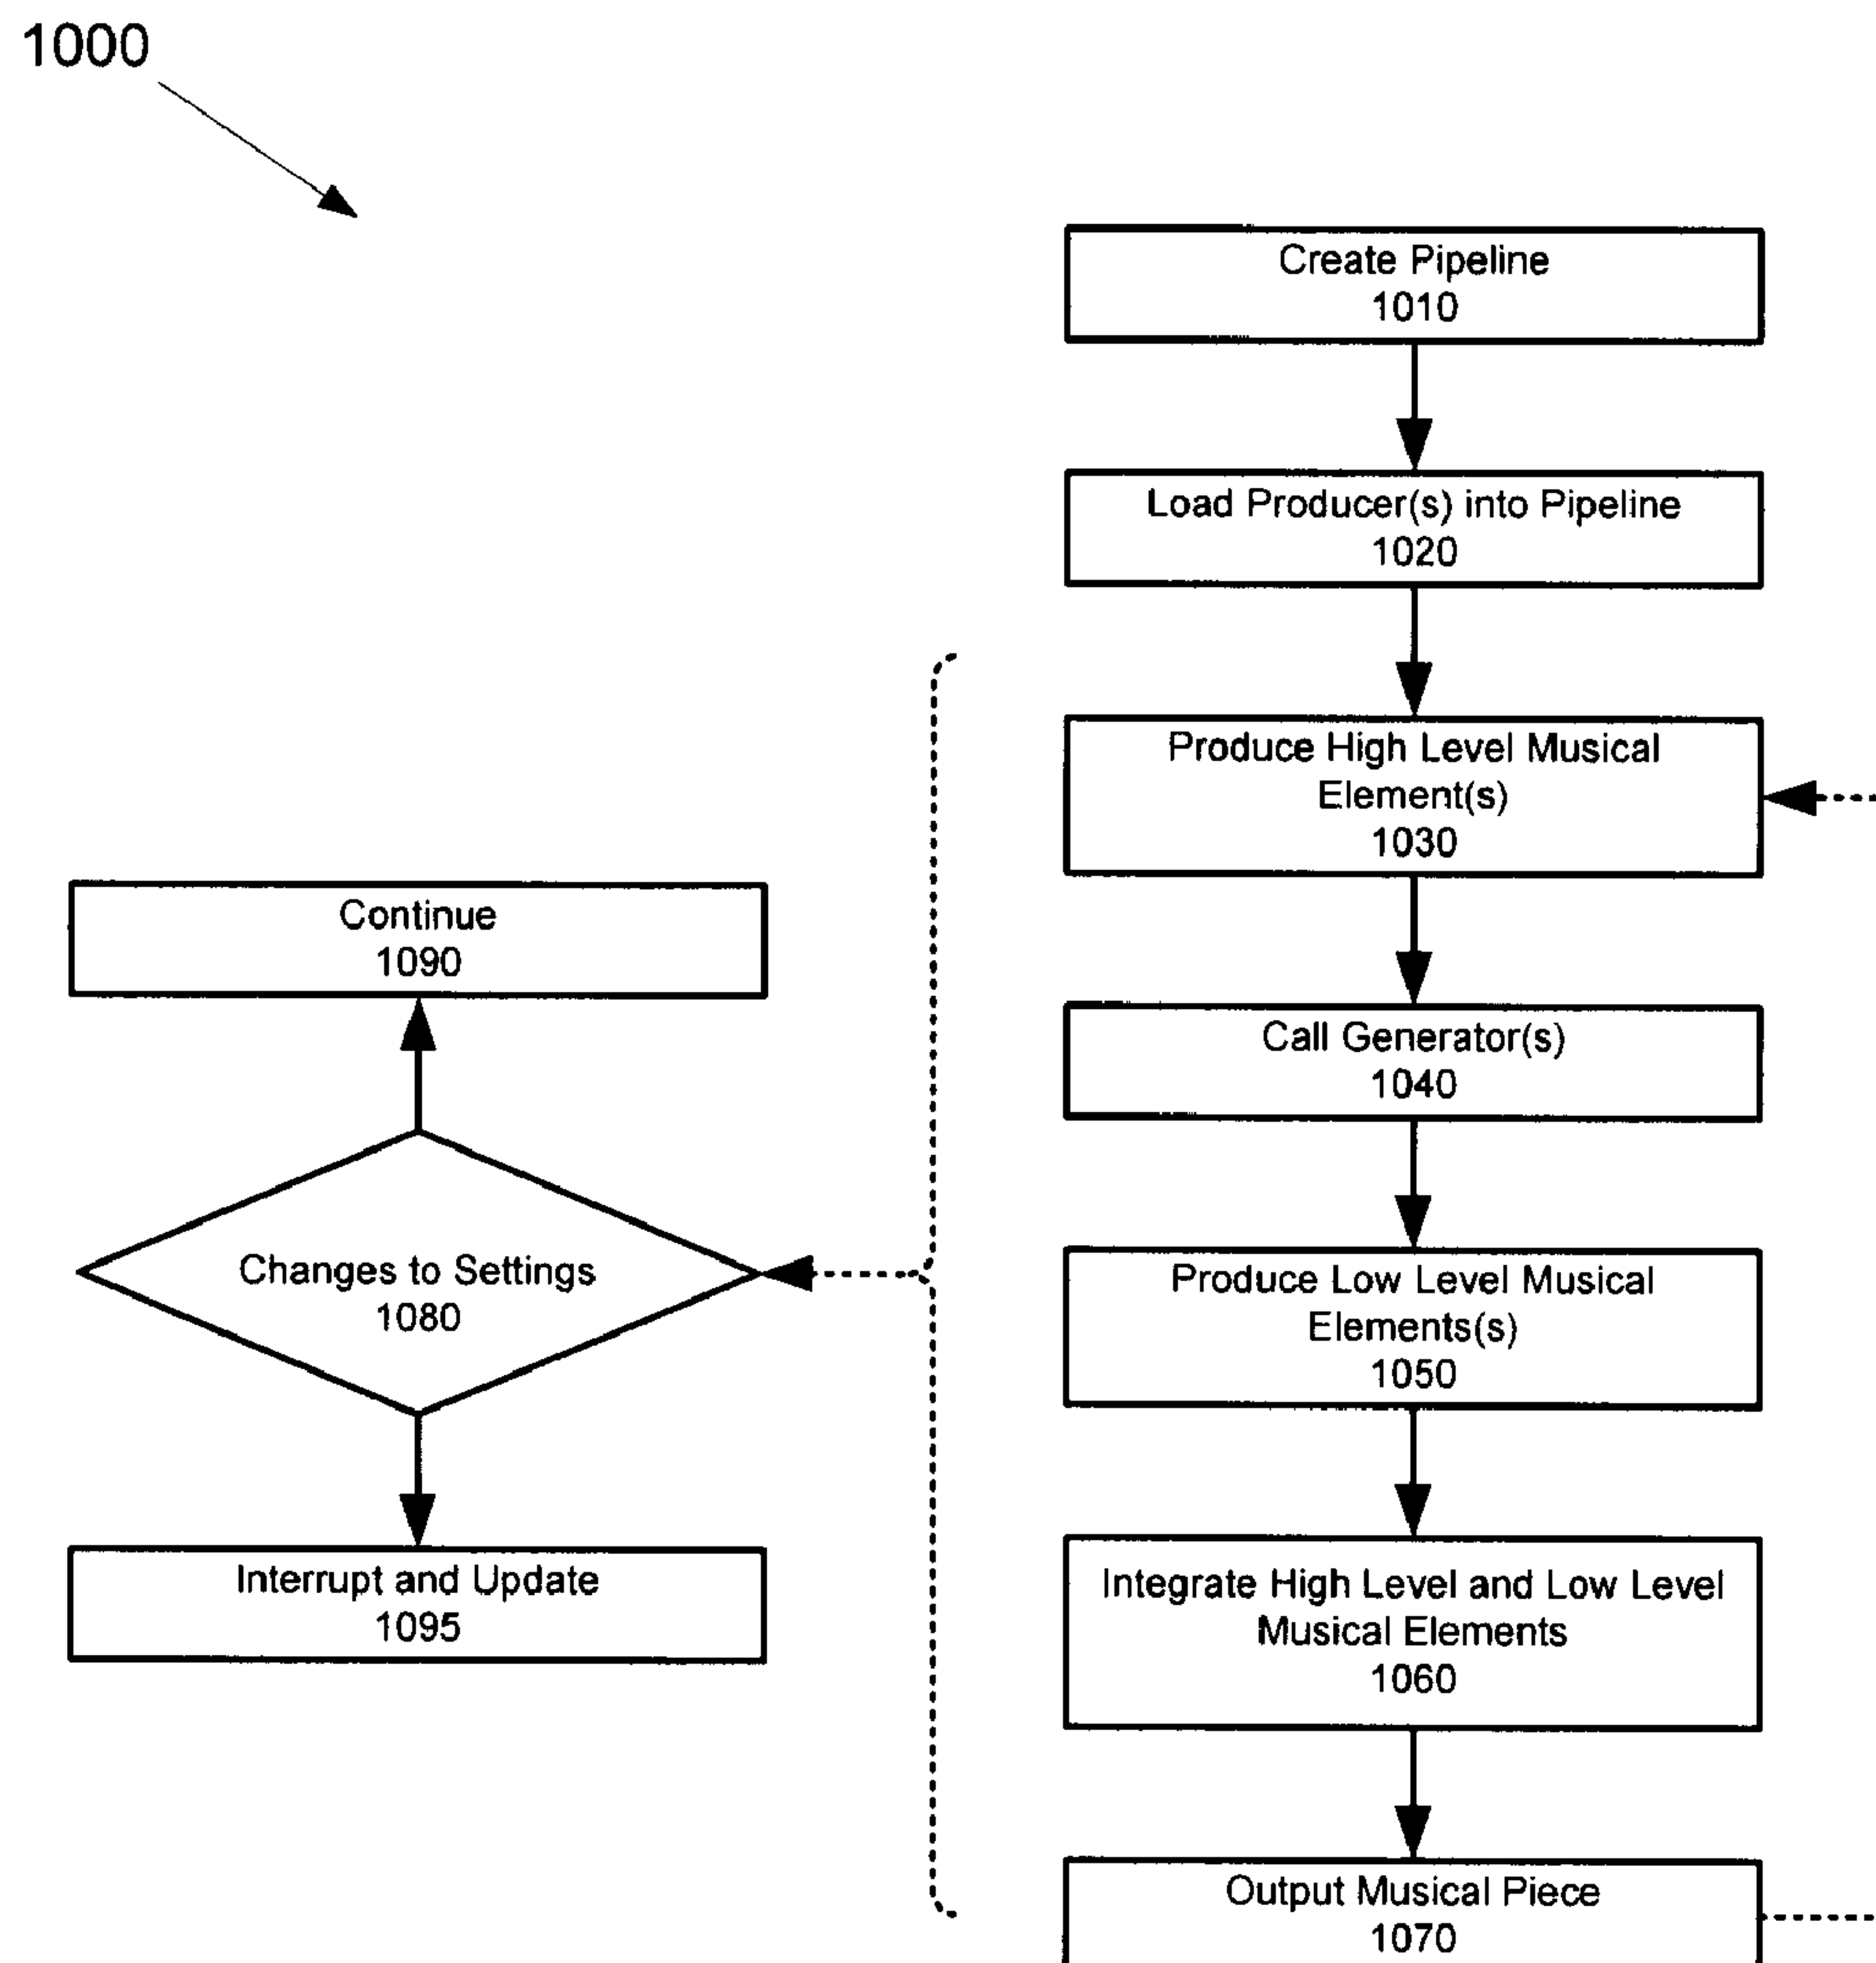 1000
Create Pipeline
1010
Load Producer(s) into Pipeline
1020
Produce High Level Musical
Element(s)
1030
Call Generator(s)
1040
Produce Low Level Musical
Elements(s)
1050
Integrate High Level and Low Level
Musical Elements
1060
Output Musical Piece
1070
Continue
1090
Changes to Settings
1080
Interrupt and Update
1095